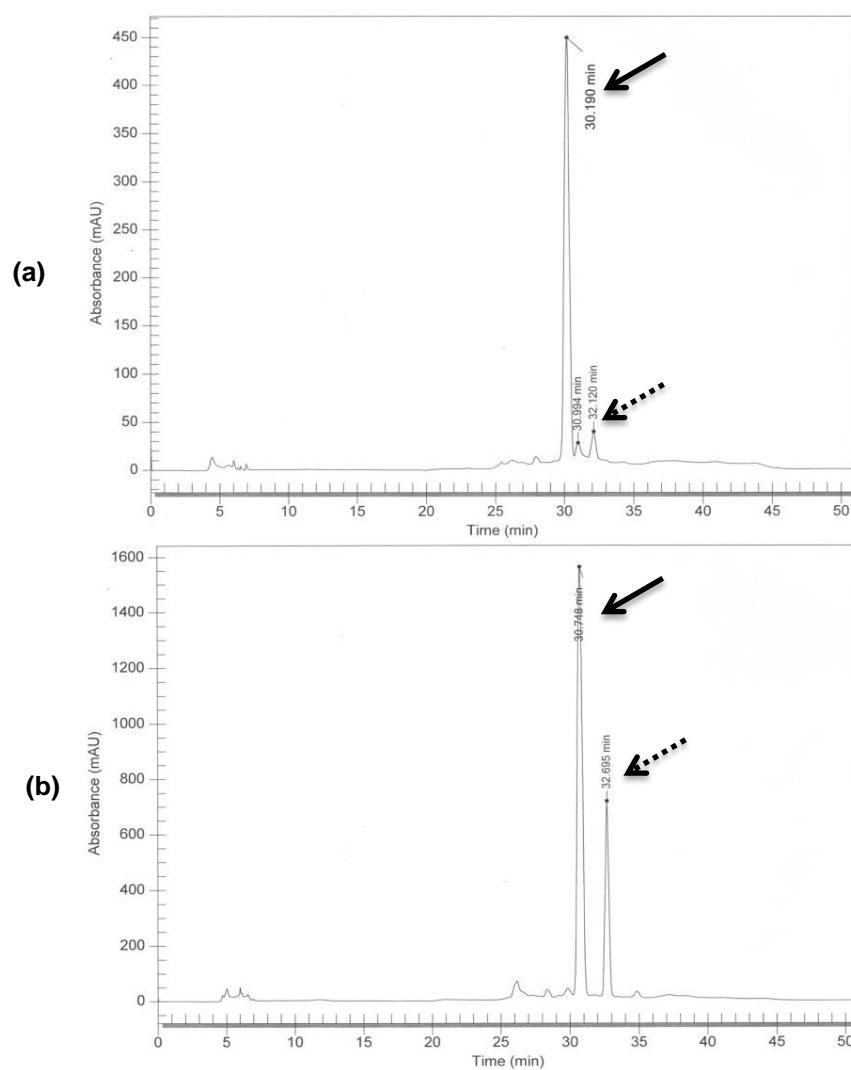 (a)
Absorbance (mAU)
450
400
350
300
250
200
150
100
50
0
30.190 min
30.994 min
32.120 min
0 5 10 15 20 25 30 35 40 45 50
Time (min)
(b)
Absorbance (mAU)
1600
1400
1200
1000
800
600
400
200
0
30.748 min
32.695 min
0 5 10 15 20 25 30 35 40 45 50
Time (min)